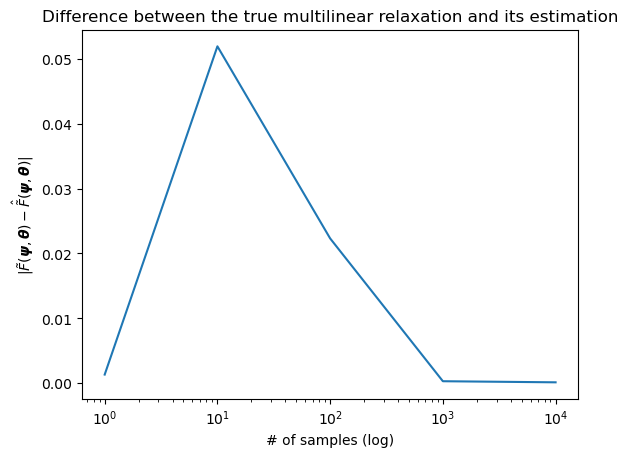 Difference between the true multilinear relaxation and its estimation
|F̃(𝝍, 𝜽) − F̃̂(𝝍, 𝜽)|
0.05
0.04
0.03
0.02
0.01
0.00
10⁰ 10¹ 10² 10³ 10⁴
# of samples (log)